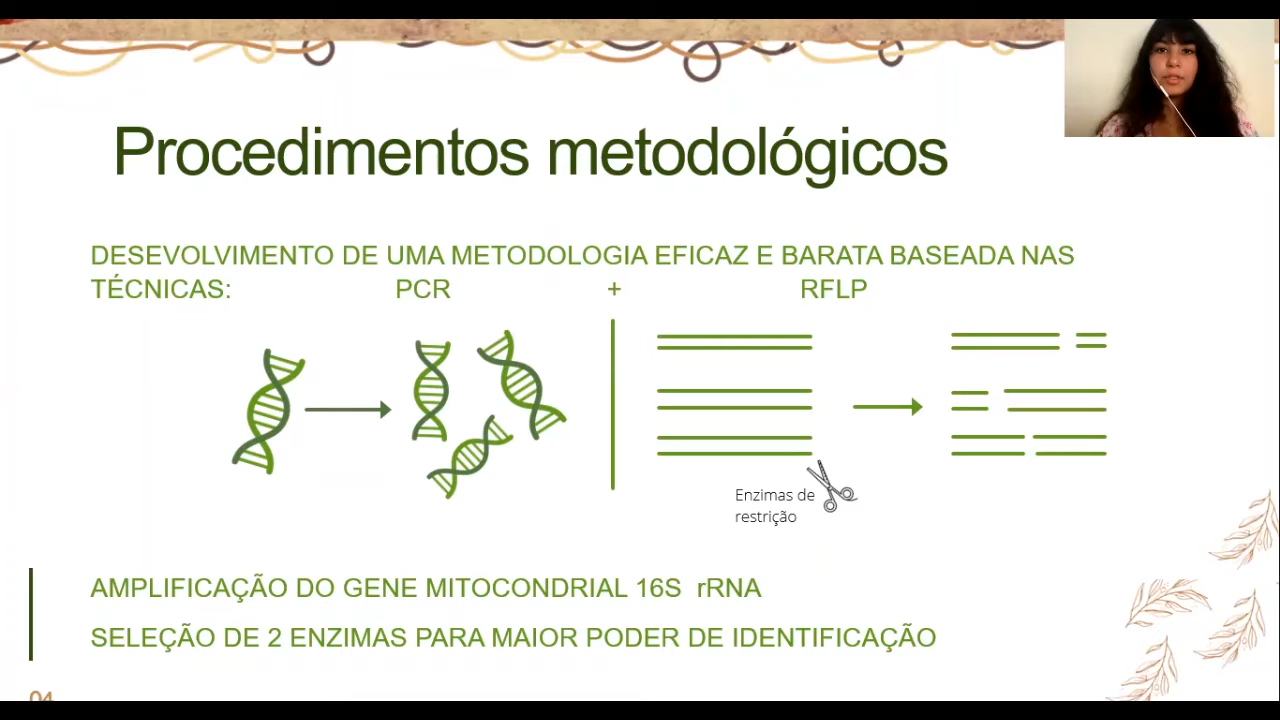 Procedimentos metodológicos
DESEVOLVIMENTO DE UMA METODOLOGIA EFICAZ E BARATA BASEADA NAS
TÉCNICAS: PCR + RFLP
Enzimas de
restrição
AMPLIFICAÇÃO DO GENE MITOCONDRIAL 16S rRNA
SELEÇÃO DE 2 ENZIMAS PARA MAIOR PODER DE IDENTIFICAÇÃO
04